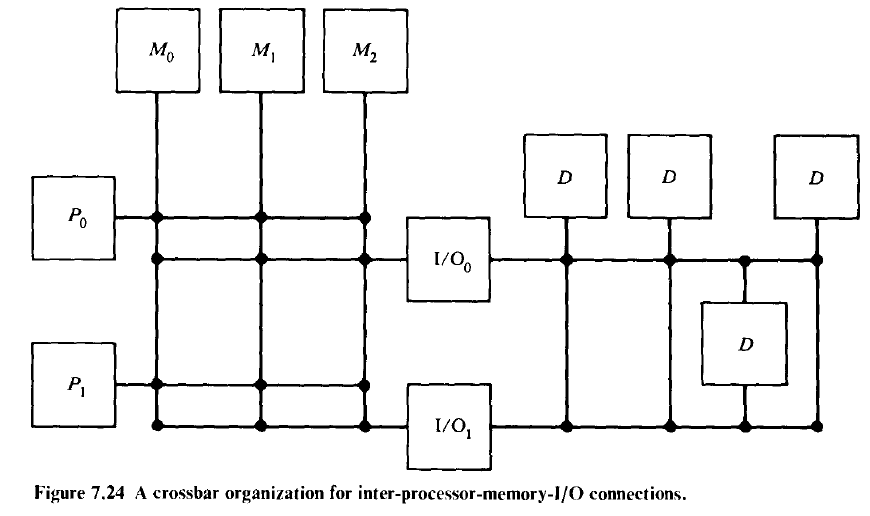 M0 M1 M2
D D D
P0
I/O0
D
P1
I/O1
Figure 7.24 A crossbar organization for inter-processor-memory-I/O connections.